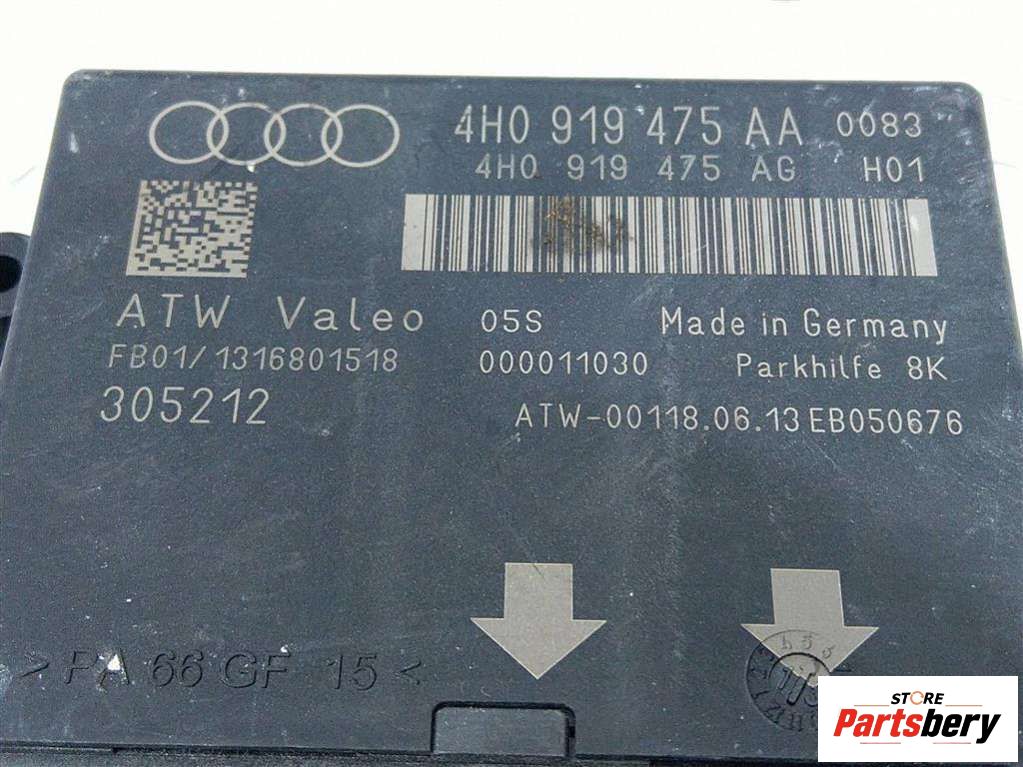 4H0 919 475 AA 0083
4H0 919 475 AG H01
ATW Valeo 05S Made in Germany
FB01/1316801518 000011030 Parkhilfe 8K
305212 ATW-00118.06.13EB050676
>PA 66 GF 15<
STORE
Partsbery